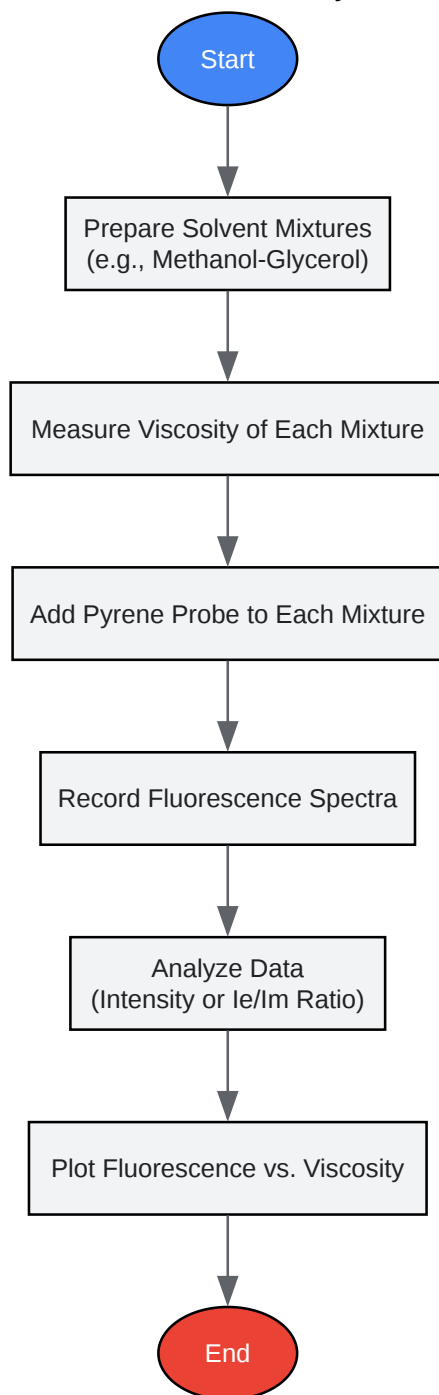 Start
Prepare Solvent Mixtures
(e.g., Methanol-Glycerol)
Measure Viscosity of Each Mixture
Add Pyrene Probe to Each Mixture
Record Fluorescence Spectra
Analyze Data
(Intensity or Ie/Im Ratio)
Plot Fluorescence vs. Viscosity
End